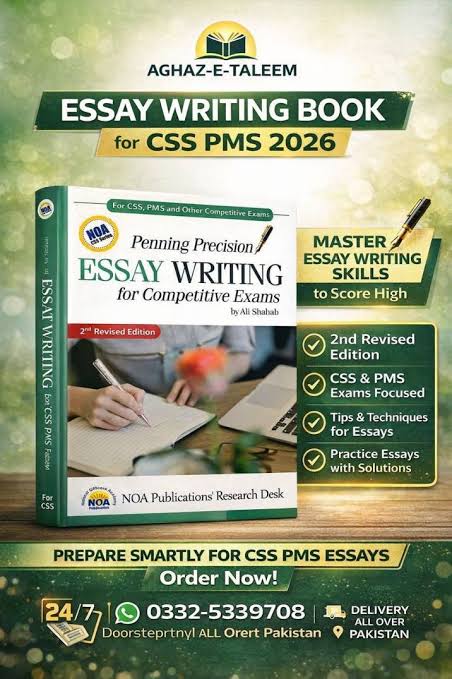 AGHAZ-E-TALEEM
ESSAY WRITING BOOK
for CSS PMS 2026
For CSS, PMS and Other Competitive Exams
NOA
CSS Series
Penning Precision
ESSAY WRITING
for Competitive Exams
by Ali Shahab
2nd Revised Edition
NOA
NOA Publications' Research Desk
ESSAY WRITING
For CSS
MASTER
ESSAY WRITING
SKILLS
to Score High
2nd Revised
Edition
CSS & PMS
Exams Focused
Tips & Techniques
for Essays
Practice Essays
with Solutions
PREPARE SMARTLY FOR CSS PMS ESSAYS
Order Now!
24/7
0332-5339708
Doorsteprtnyl ALL Orert Pakistan
DELIVERY
ALL OVER
PAKISTAN